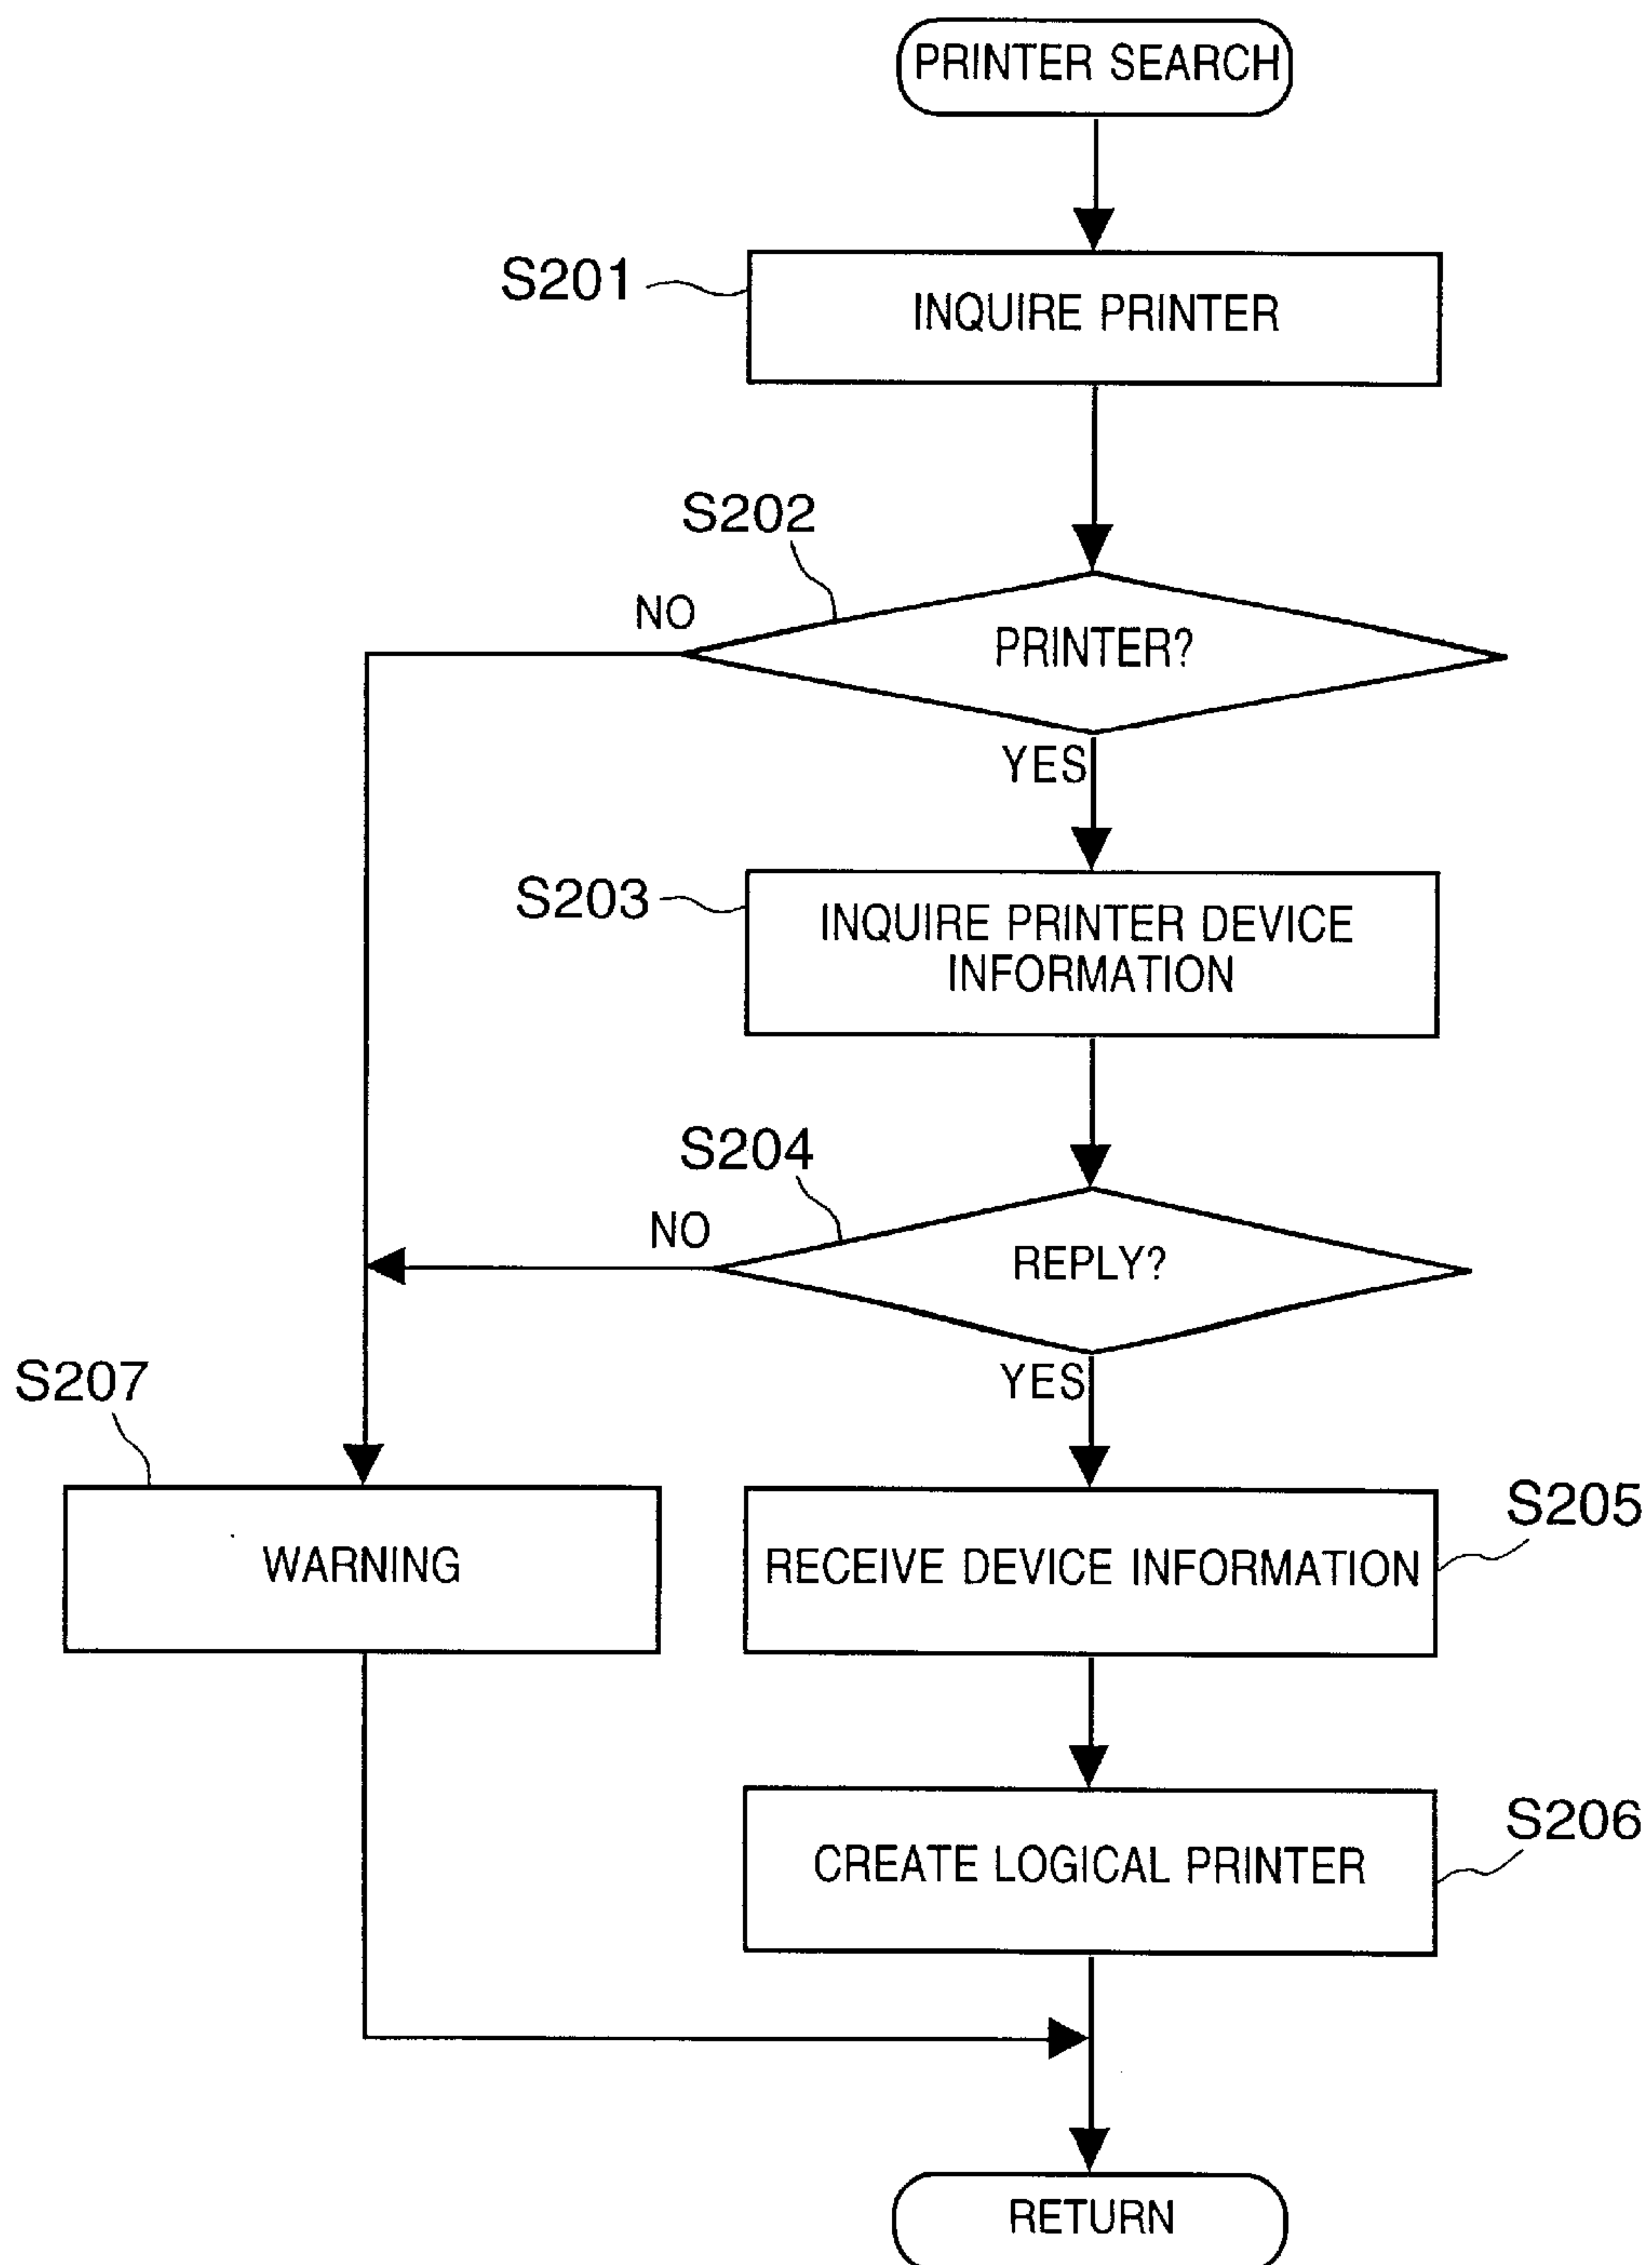 PRINTER SEARCH
S201
INQUIRE PRINTER
S202
NO
PRINTER?
YES
S203
INQUIRE PRINTER DEVICE
INFORMATION
S204
NO
REPLY?
YES
S207
WARNING
S205
RECEIVE DEVICE INFORMATION
S206
CREATE LOGICAL PRINTER
RETURN